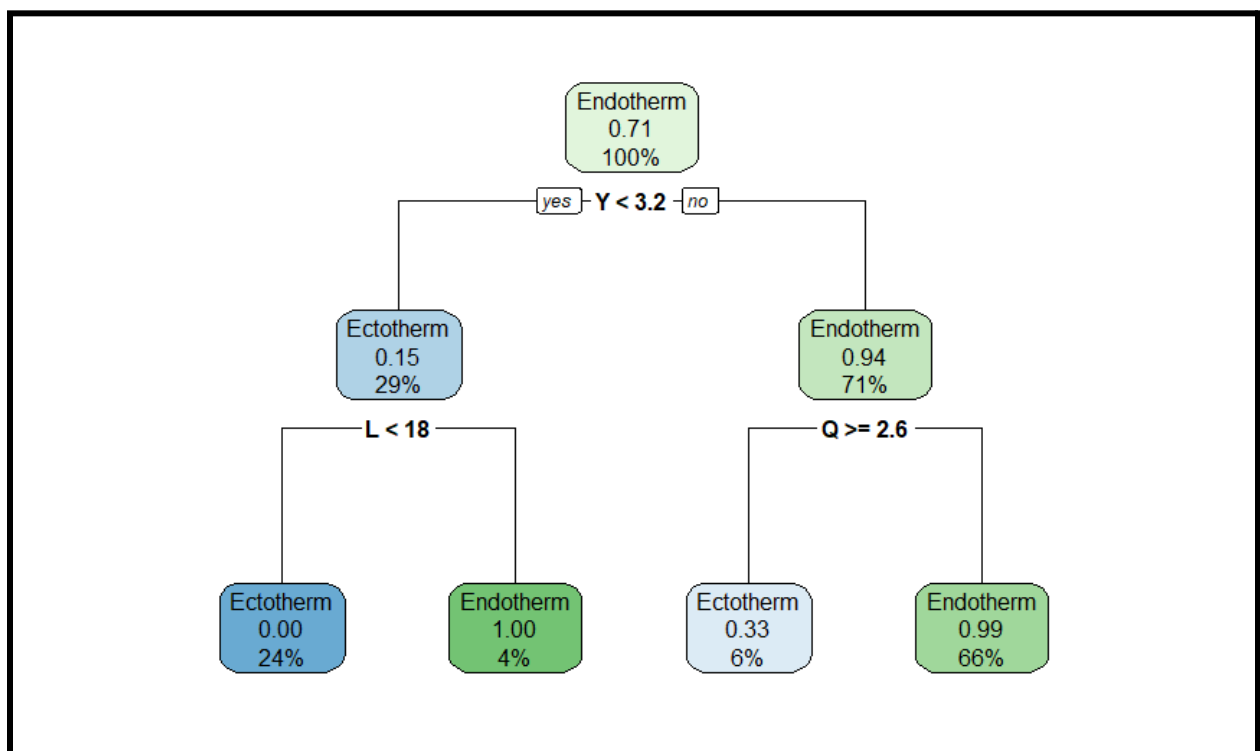 Endotherm
0.71
100%
yes Y < 3.2 no
Ectotherm
0.15
29%
Endotherm
0.94
71%
L < 18
Q >= 2.6
Ectotherm
0.00
24%
Endotherm
1.00
4%
Ectotherm
0.33
6%
Endotherm
0.99
66%